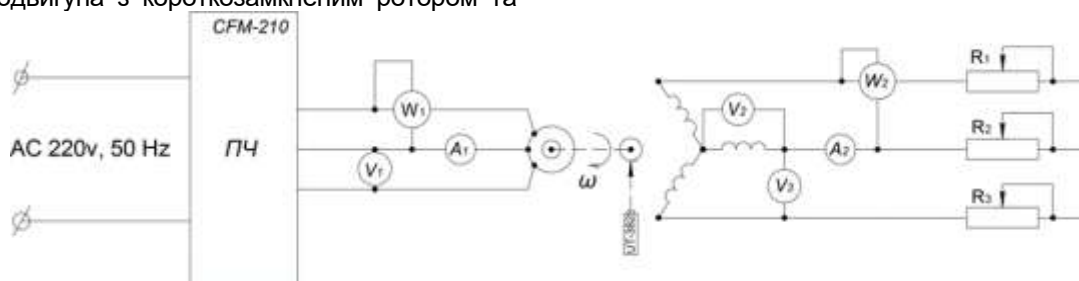 одвигуна з короткозамкненим ротором та
CFM-210
AC 220v, 50 Hz
ПЧ
W₁
V₁
A₁
ω
V₂
V₃
A₂
W₂
R₁
R₂
R₃